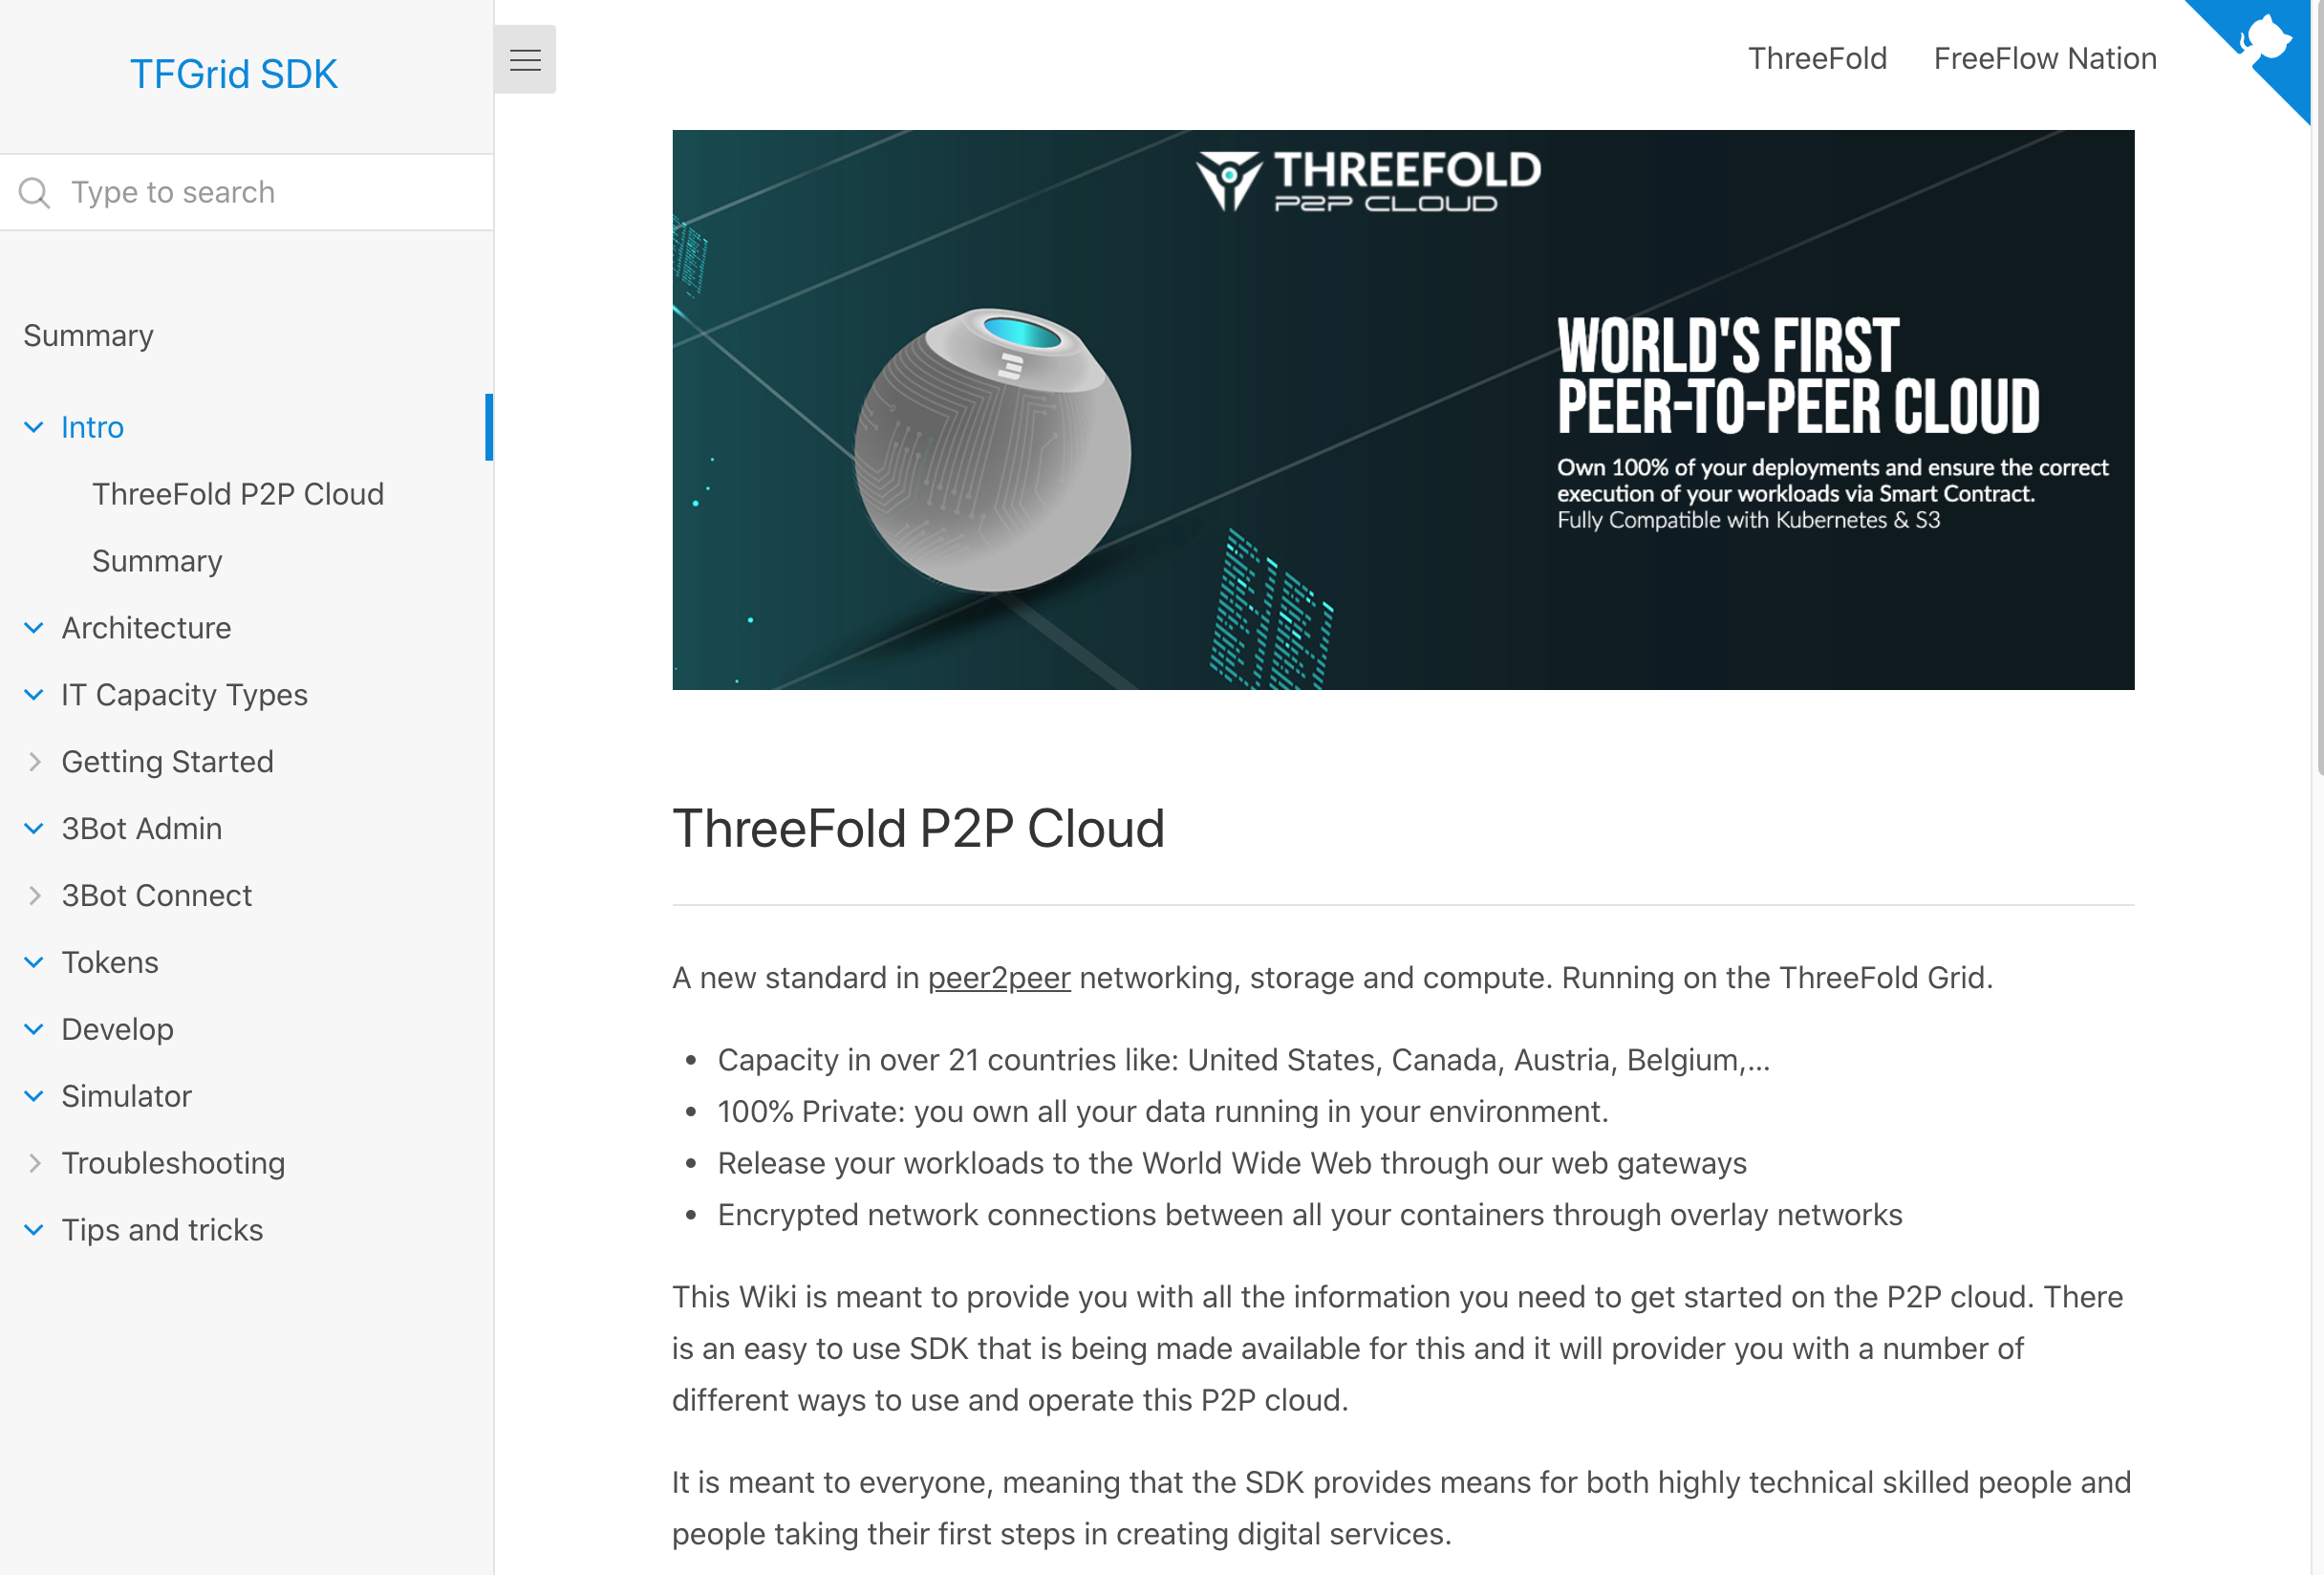 TFGrid SDK
Type to search
Summary
Intro
ThreeFold P2P Cloud
Summary
Architecture
IT Capacity Types
Getting Started
3Bot Admin
3Bot Connect
Tokens
Develop
Simulator
Troubleshooting
Tips and tricks
ThreeFold FreeFlow Nation
THREEFOLD
P2P CLOUD
WORLD'S FIRST
PEER-TO-PEER CLOUD
Own 100% of your deployments and ensure the correct
execution of your workloads via Smart Contract.
Fully Compatible with Kubernetes & S3
ThreeFold P2P Cloud
A new standard in peer2peer networking, storage and compute. Running on the ThreeFold Grid.
• Capacity in over 21 countries like: United States, Canada, Austria, Belgium,...
• 100% Private: you own all your data running in your environment.
• Release your workloads to the World Wide Web through our web gateways
• Encrypted network connections between all your containers through overlay networks
This Wiki is meant to provide you with all the information you need to get started on the P2P cloud. There
is an easy to use SDK that is being made available for this and it will provider you with a number of
different ways to use and operate this P2P cloud.
It is meant to everyone, meaning that the SDK provides means for both highly technical skilled people and
people taking their first steps in creating digital services.